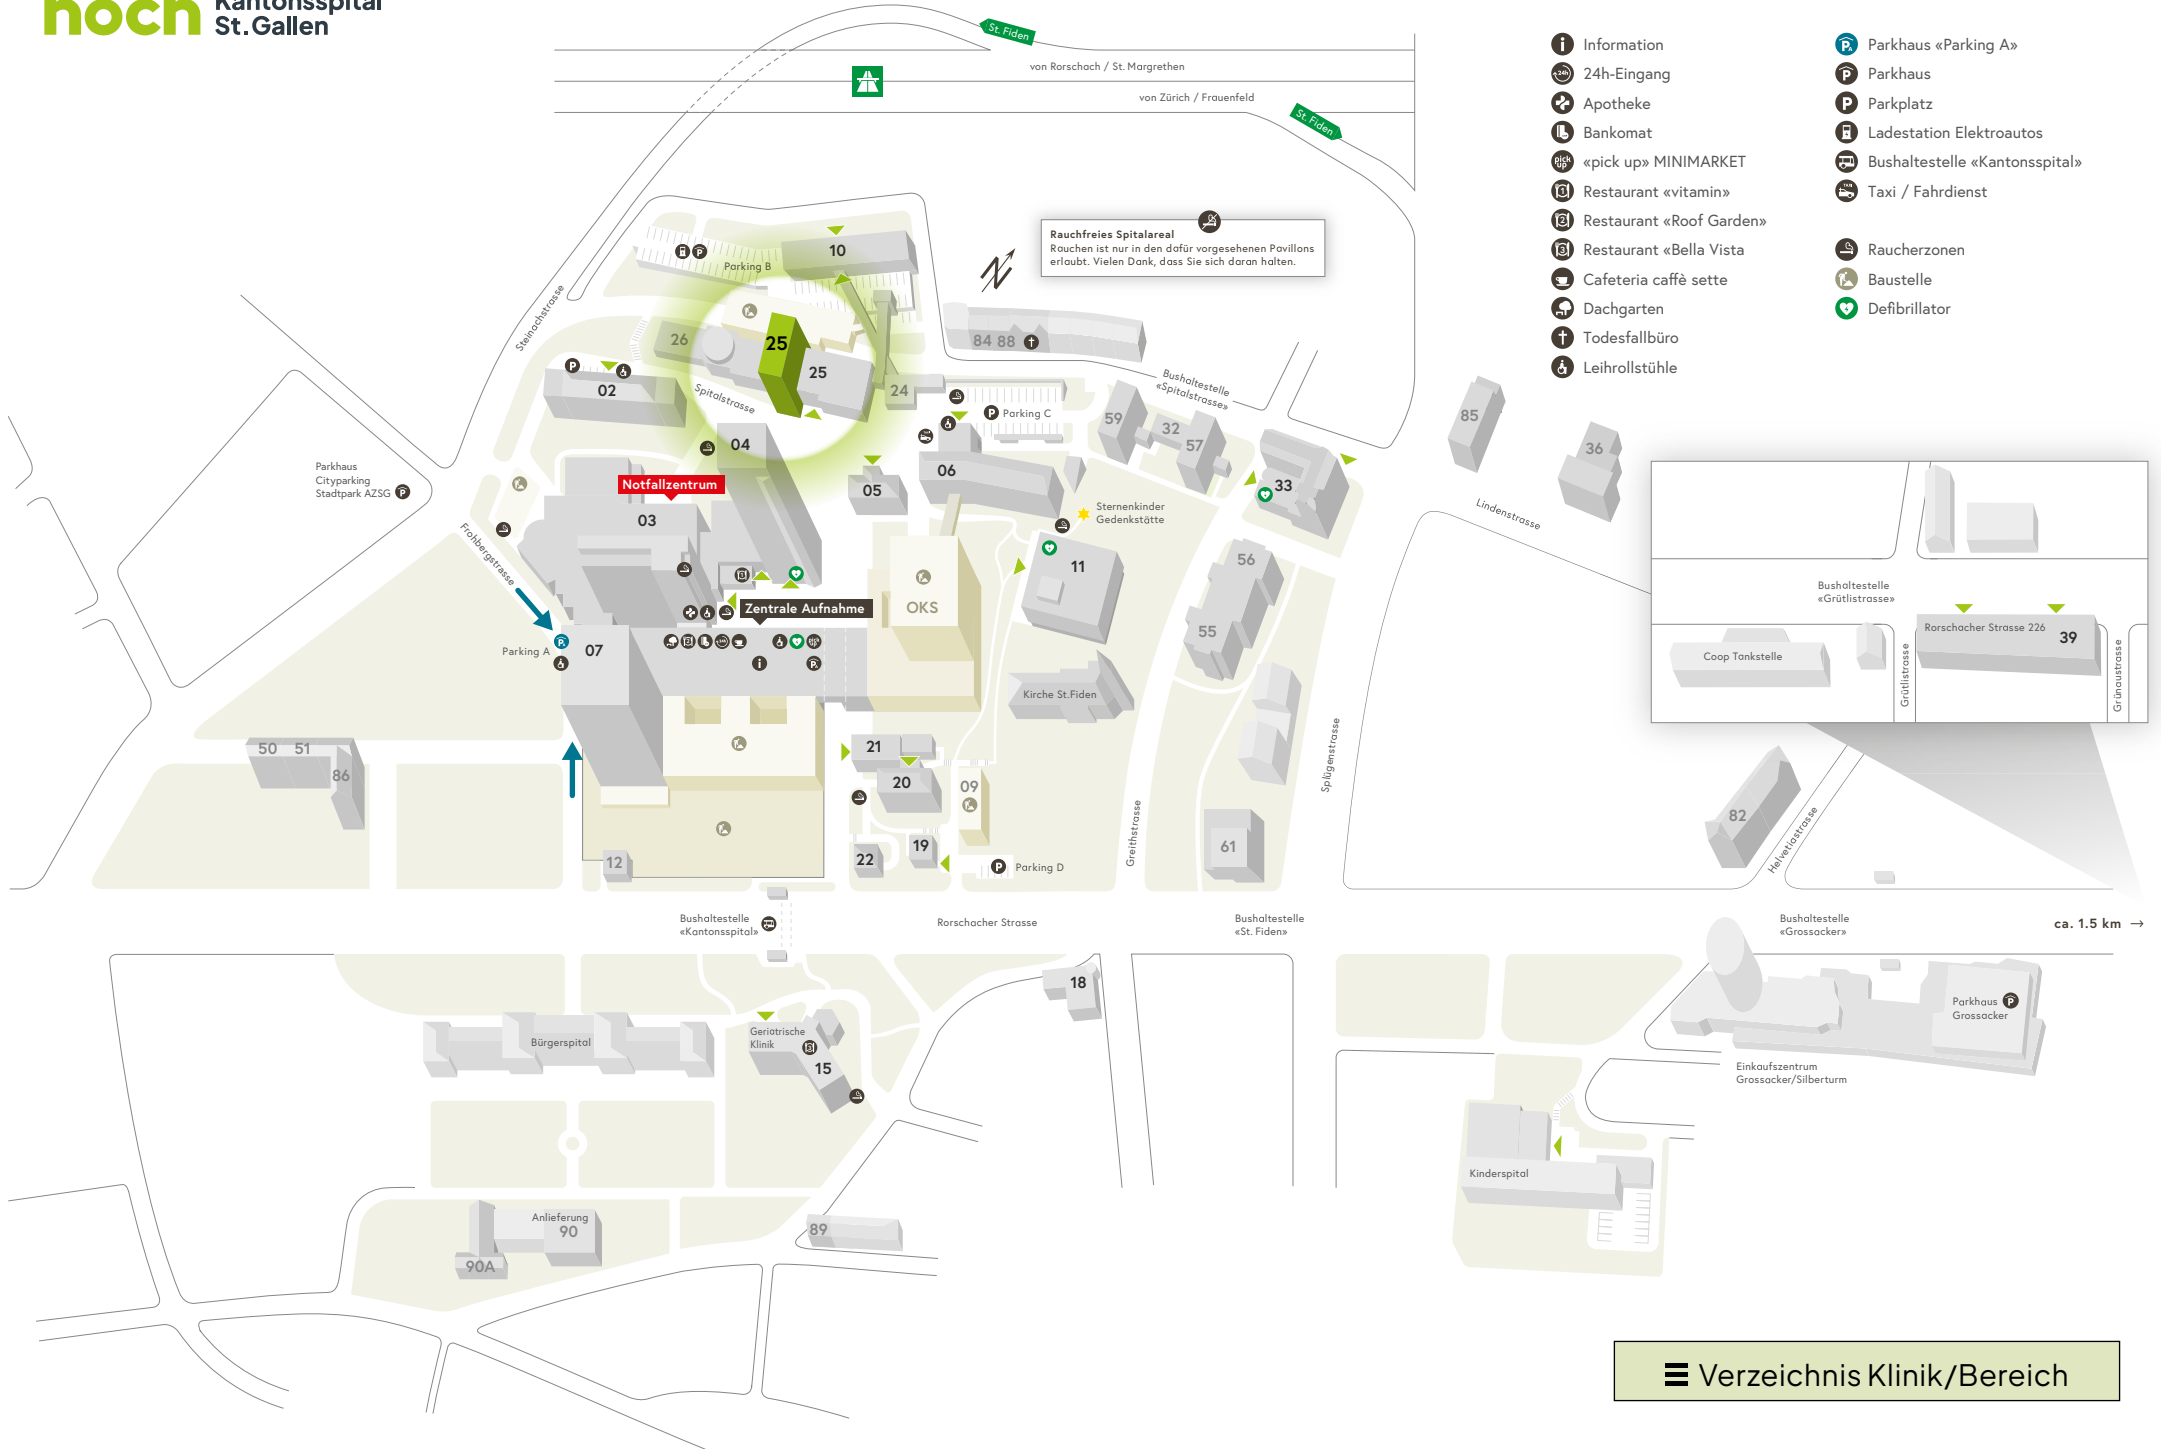 noch Kantonsspital
St.Gallen
St. Fiden
von Rorschach / St. Margrethen
von Zürich / Frauenfeld
St. Fiden
Information
24h-Eingang
Apotheke
Bankomat
«pick up» MINIMARKET
Restaurant «vitamin»
Restaurant «Roof Garden»
Restaurant «Bella Vista
Cafeteria caffè sette
Dachgarten
Todesfallbüro
Leihrollstühle
Parkhaus «Parking A»
Parkhaus
Parkplatz
Ladestation Elektroautos
Bushaltestelle «Kantonsspital»
Taxi / Fahrdienst
Raucherzonen
Baustelle
Defibrillator
Rauchfreies Spitalareal
Rauchen ist nur in den dafür vorgesehenen Pavillons
erlaubt. Vielen Dank, dass Sie sich daran halten.
N
10
Parking B
Steinachstrasse
26
25
25
84 88
02
Spitalstrasse
24
Bushaltestelle
«Spitalstrasse»
Parking C
59
32
57
85
36
04
06
05
33
Parkhaus
Cityparking
Stadtpark AZSG
Notfallzentrum
03
Sternenkinder
Gedenkstätte
Lindenstrasse
Frohbergstrasse
11
56
OKS
Zentrale Aufnahme
55
Parking A
07
Kirche St.Fiden
Bushaltestelle
«Grütlistrasse»
Rorschacher Strasse 226
39
Coop Tankstelle
Grütlistrasse
Grünaustrasse
50 51
86
21
20
09
Splügenstrasse
Greithstrasse
82
Helvetiastrasse
61
12
22
19
Parking D
Bushaltestelle
«Kantonsspital»
Rorschacher Strasse
Bushaltestelle
«St. Fiden»
Bushaltestelle
«Grossacker»
ca. 1.5 km →
18
Bürgerspital
Geriatrische
Klinik
15
Parkhaus
Grossacker
Einkaufszentrum
Grossacker/Silberturm
Kinderspital
Anlieferung
90
90A
89
Verzeichnis Klinik/Bereich